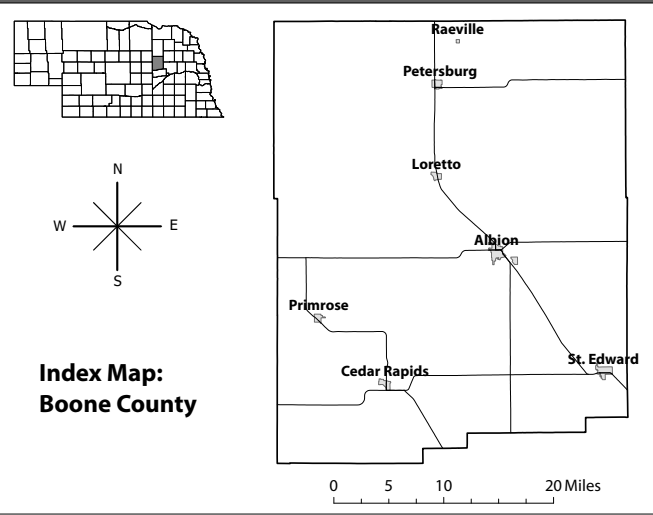 Raeville
Petersburg
Loretto
N
W
E
S
Albion
Primrose
St. Edward
Cedar Rapids
Index Map:
Boone County
0 5 10 20 Miles